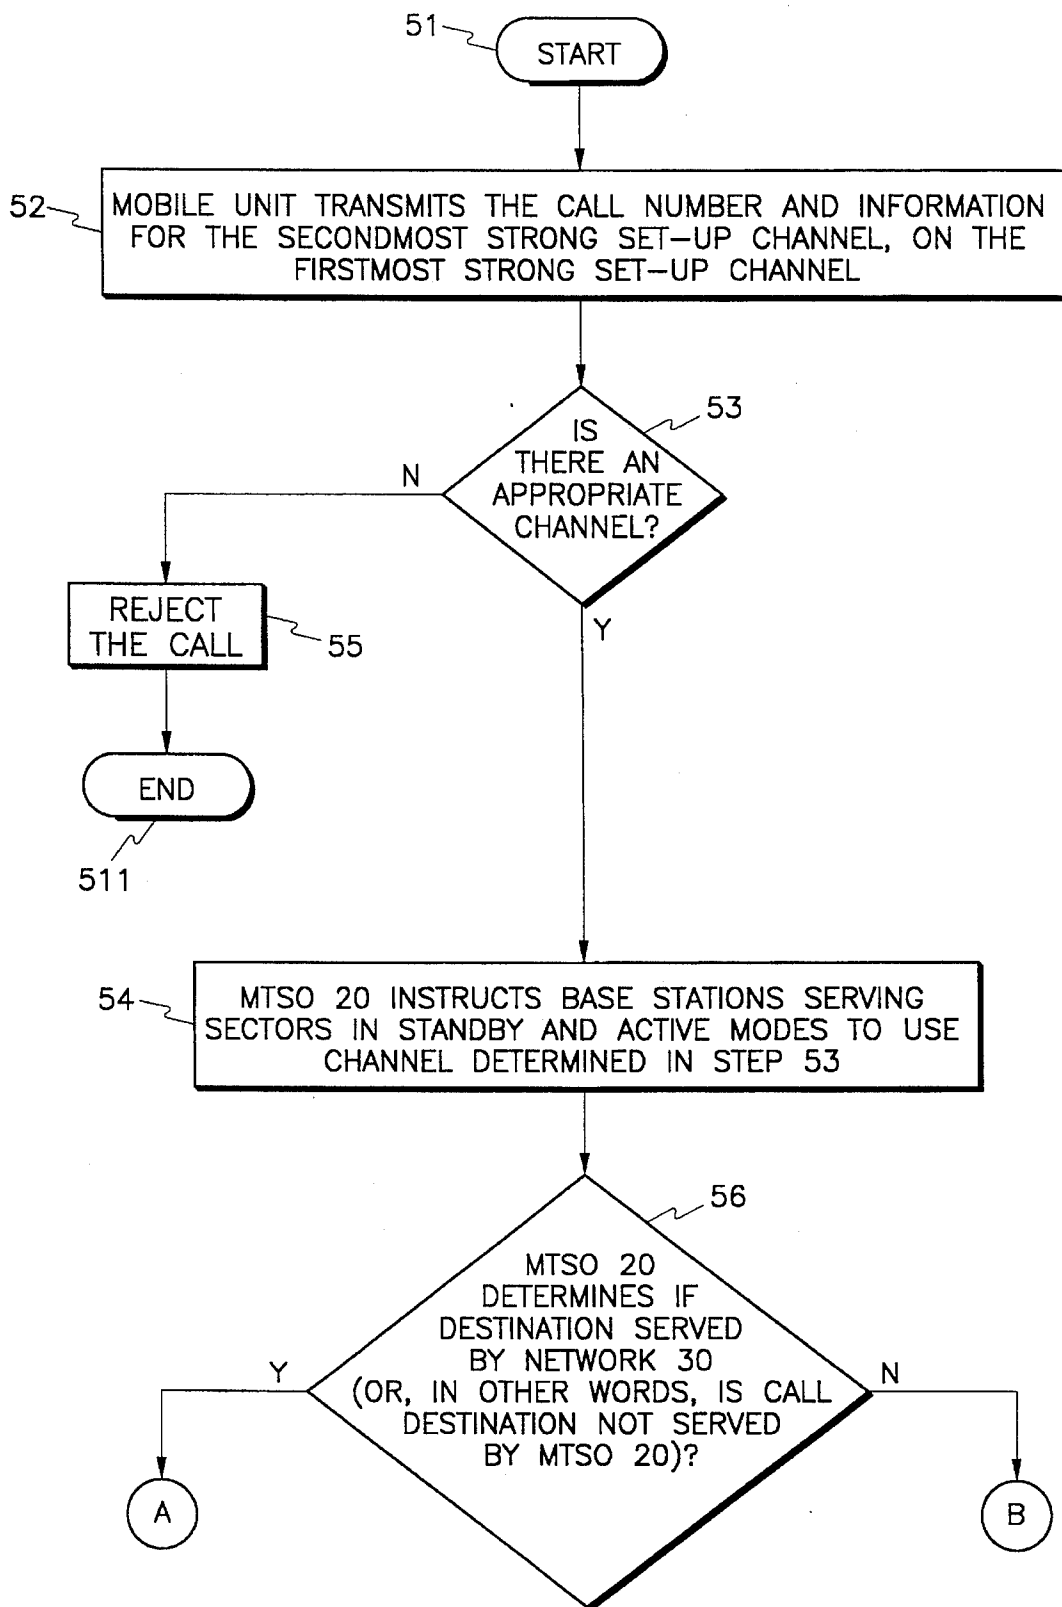 51
START
52
MOBILE UNIT TRANSMITS THE CALL NUMBER AND INFORMATION
FOR THE SECONDMOST STRONG SET-UP CHANNEL, ON THE
FIRSTMOST STRONG SET-UP CHANNEL
53
IS
THERE AN
APPROPRIATE
CHANNEL?
N
Y
REJECT
THE CALL
55
END
511
54
MTSO 20 INSTRUCTS BASE STATIONS SERVING
SECTORS IN STANDBY AND ACTIVE MODES TO USE
CHANNEL DETERMINED IN STEP 53
56
MTSO 20
DETERMINES IF
DESTINATION SERVED
BY NETWORK 30
(OR, IN OTHER WORDS, IS CALL
DESTINATION NOT SERVED
BY MTSO 20)?
Y
N
A
B